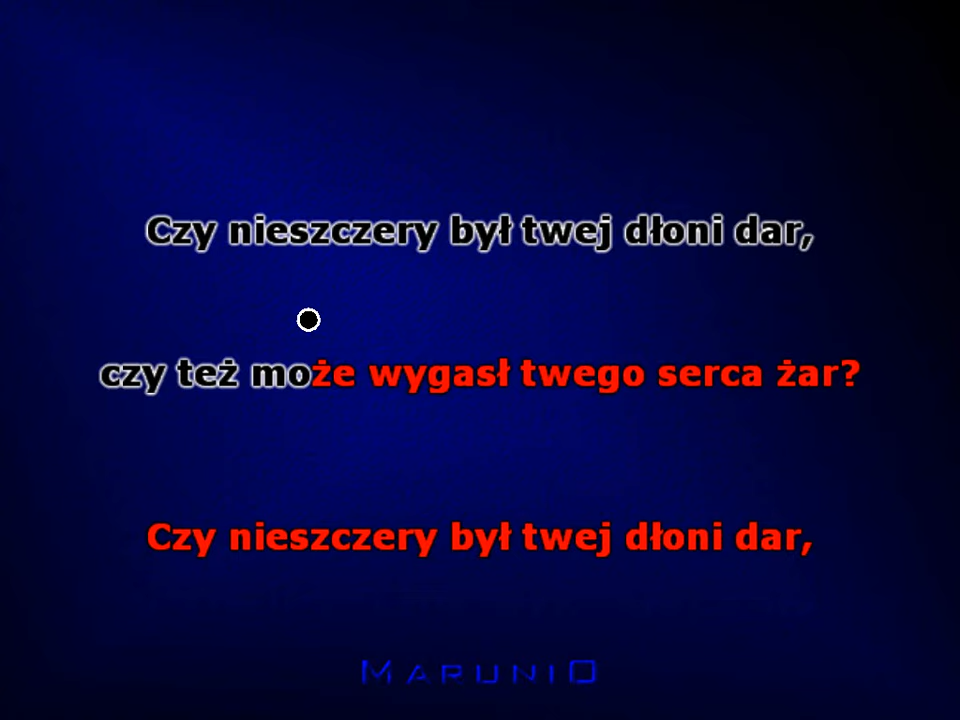 Czy nieszczery był twej dłoni dar,
czy też może wygasł twego serca żar?
Czy nieszczery był twej dłoni dar,
MARUNIO